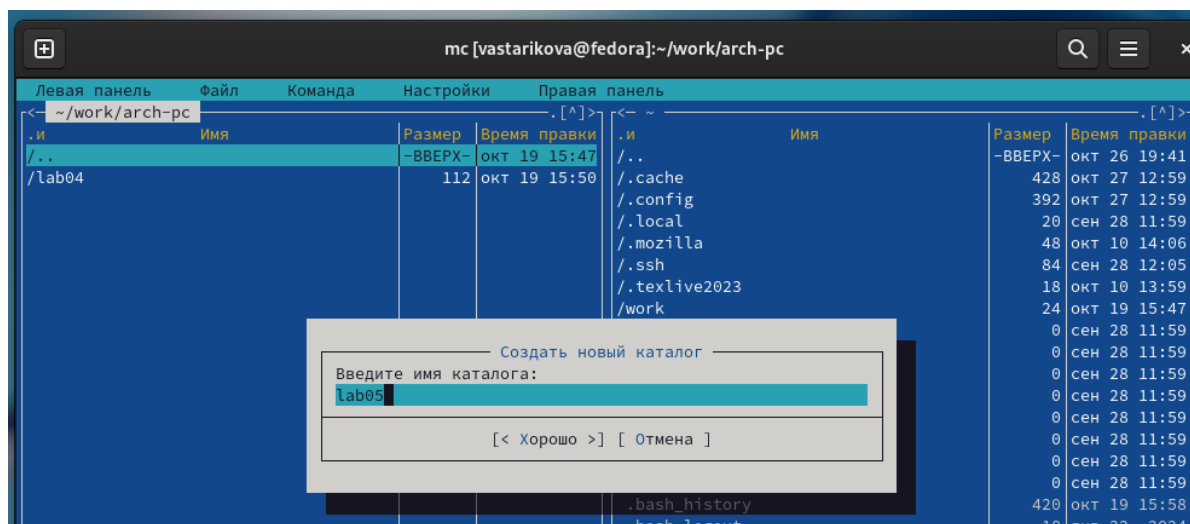 mc [vastarikova@fedora]:~/work/arch-pc
Левая панель Файл Команда Настройки Правая панель
<— ~/work/arch-pc .[^]> <— ~ .[^]>
.и Имя Размер Время правки .и Имя Размер Время правки
/.. -ВВЕРХ- окт 19 15:47 /.. -ВВЕРХ- окт 26 19:41
/lab04 112 окт 19 15:50 /.cache 428 окт 27 12:59
/.config 392 окт 27 12:59
/.local 20 сен 28 11:59
/.mozilla 48 окт 10 14:06
/.ssh 84 сен 28 12:05
/.texlive2023 18 окт 10 13:59
/work 24 окт 19 15:47
0 сен 28 11:59
Создать новый каталог 0 сен 28 11:59
Введите имя каталога: 0 сен 28 11:59
lab05 0 сен 28 11:59
0 сен 28 11:59
[< Хорошо >] [ Отмена ] 0 сен 28 11:59
0 сен 28 11:59
0 сен 28 11:59
.bash_history 420 окт 19 15:58